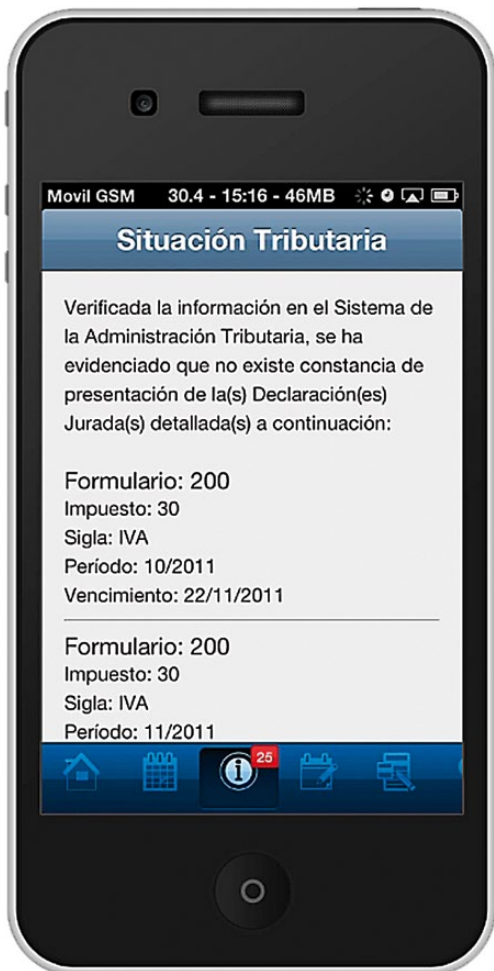 Movil GSM 30.4 - 15:16 - 46MB
Situación Tributaria
Verificada la información en el Sistema de
la Administración Tributaria, se ha
evidenciado que no existe constancia de
presentación de la(s) Declaración(es)
Jurada(s) detallada(s) a continuación:
Formulario: 200
Impuesto: 30
Sigla: IVA
Período: 10/2011
Vencimiento: 22/11/2011
Formulario: 200
Impuesto: 30
Sigla: IVA
Período: 11/2011
25